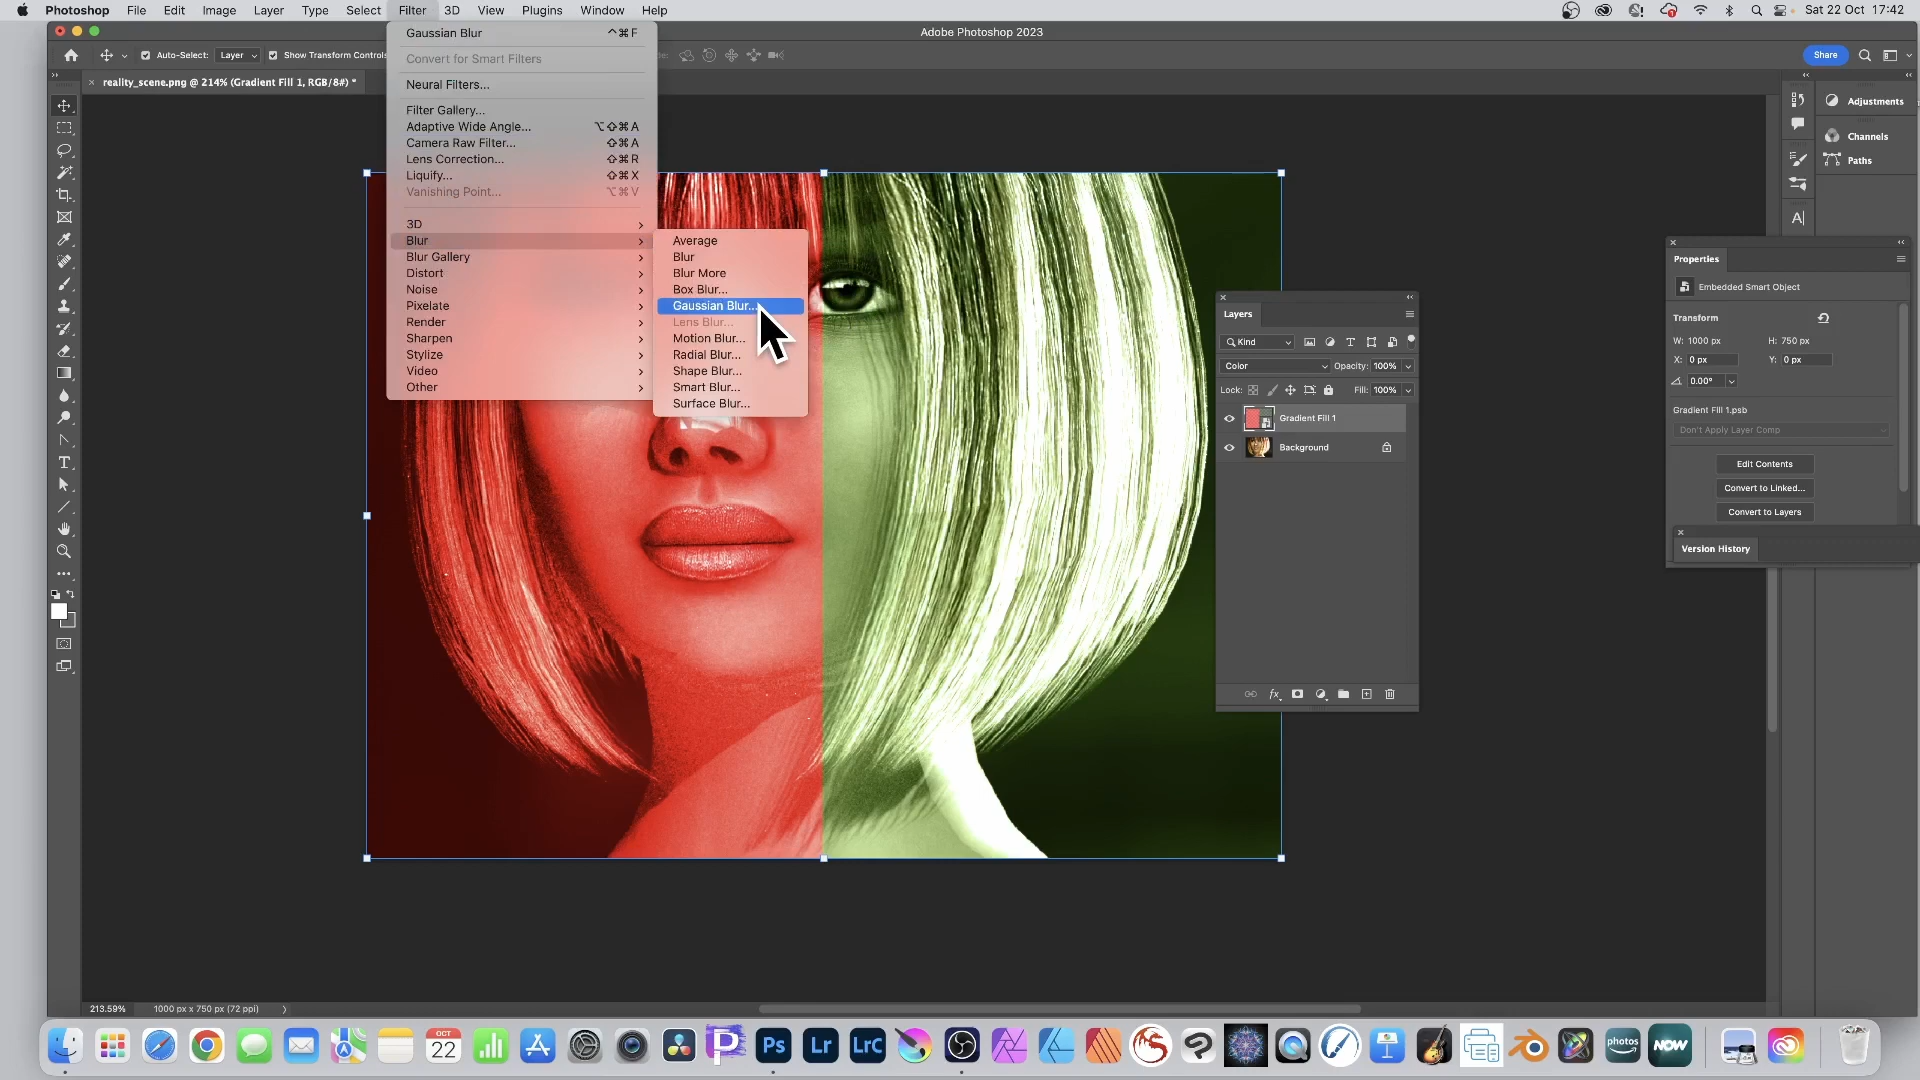 Photoshop File Edit Image Layer Type Select Filter 3D View Plugins Window Help Sat 22 Oct 17:42
Adobe Photoshop 2023
Auto-Select: Layer Show Transform Controls Share
reality_scene.png @ 214% (Gradient Fill 1, RGB/8#) *
Gaussian Blur ^⌘F
Convert for Smart Filters
Neural Filters...
Filter Gallery...
Adaptive Wide Angle... ⌥⇧⌘A
Camera Raw Filter... ⇧⌘A
Lens Correction... ⇧⌘R
Liquify... ⇧⌘X
Vanishing Point... ⌥⌘V
3D
Blur
Blur Gallery
Distort
Noise
Pixelate
Render
Sharpen
Stylize
Video
Other
Average
Blur
Blur More
Box Blur...
Gaussian Blur...
Lens Blur...
Motion Blur...
Radial Blur...
Shape Blur...
Smart Blur...
Surface Blur...
Layers
Kind
Color Opacity: 100%
Lock: Fill: 100%
Gradient Fill 1
Background
fx
Adjustments
Channels
Paths
A|
Properties
Embedded Smart Object
Transform
W: 1000 px H: 750 px
X: 0 px Y: 0 px
0.00°
Gradient Fill 1.psb
Don't Apply Layer Comp
Edit Contents
Convert to Linked...
Convert to Layers
Version History
213.59% 1000 px x 750 px (72 ppi)
OCT
22
Ps
Lr
LrC
photos
NOW